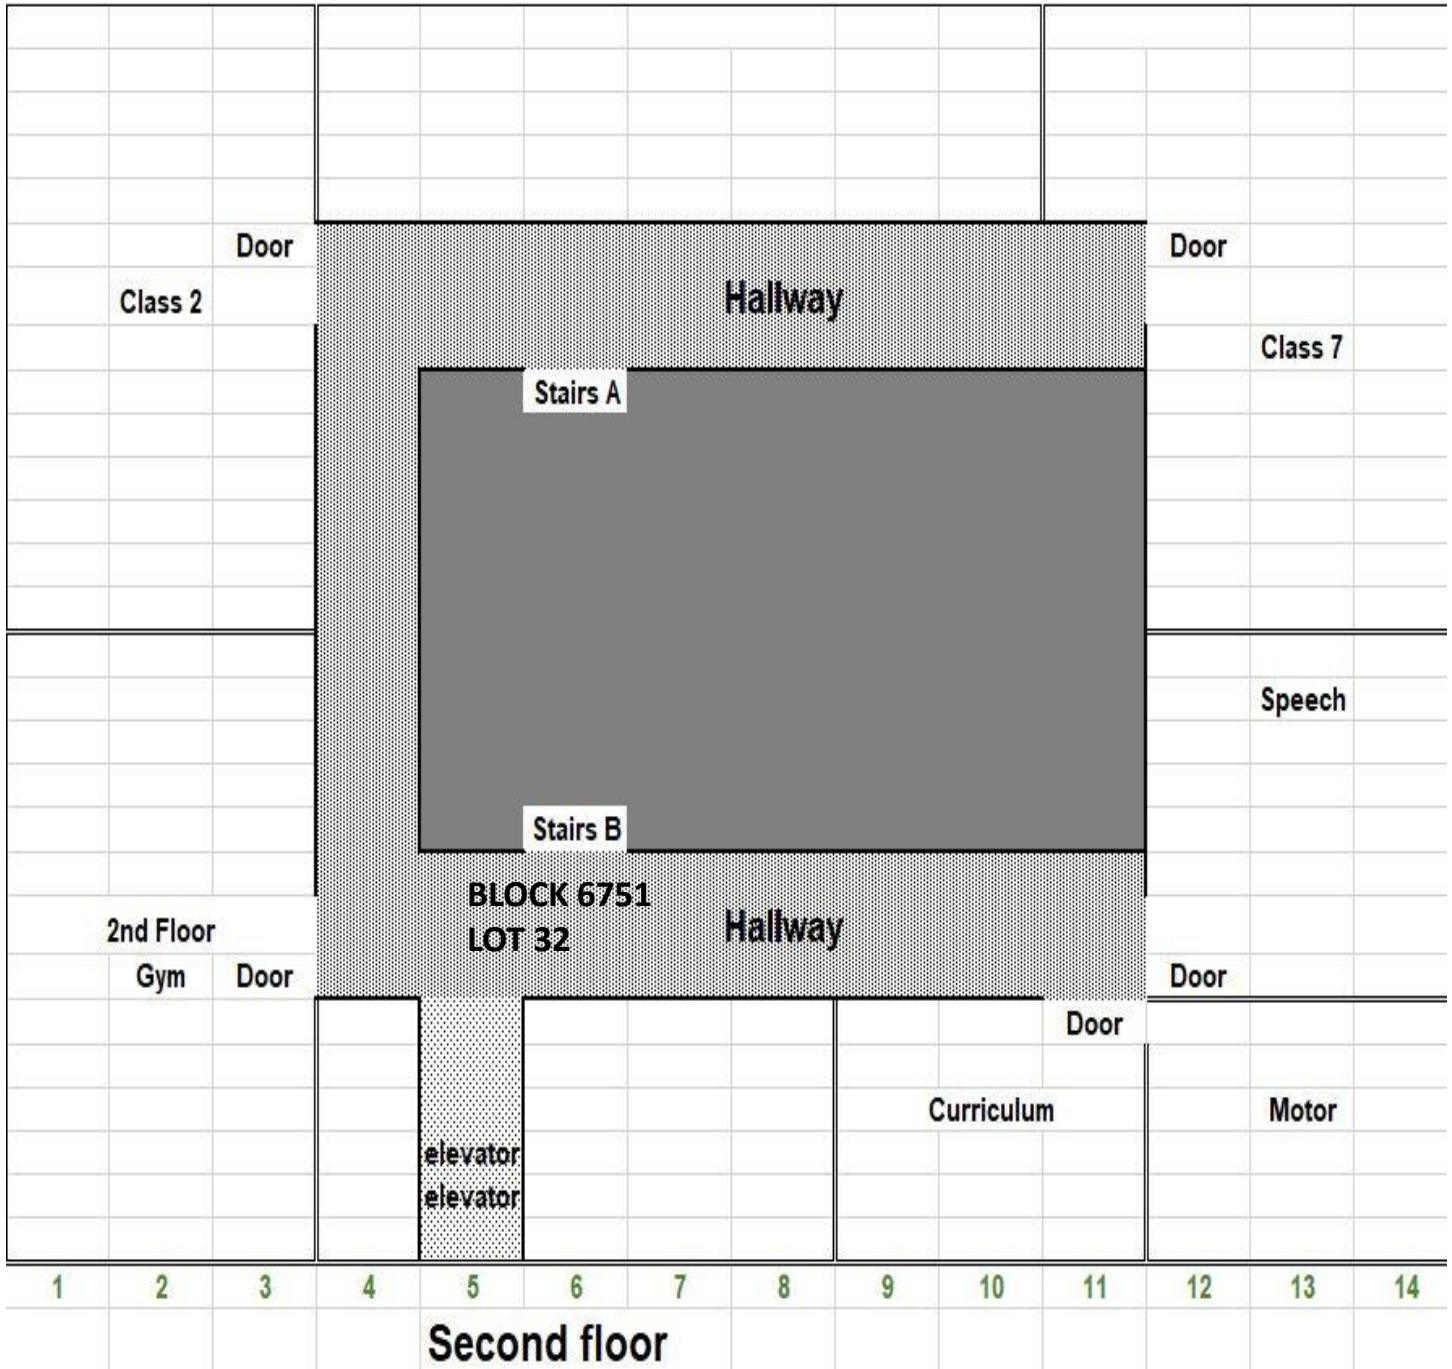 Door
Door
Class 2
Hallway
Class 7
Stairs A
Speech
Stairs B
BLOCK 6751
LOT 32
Hallway
2nd Floor
Gym
Door
Door
Door
Curriculum
Motor
elevator
elevator
1 2 3 4 5 6 7 8 9 10 11 12 13 14
Second floor